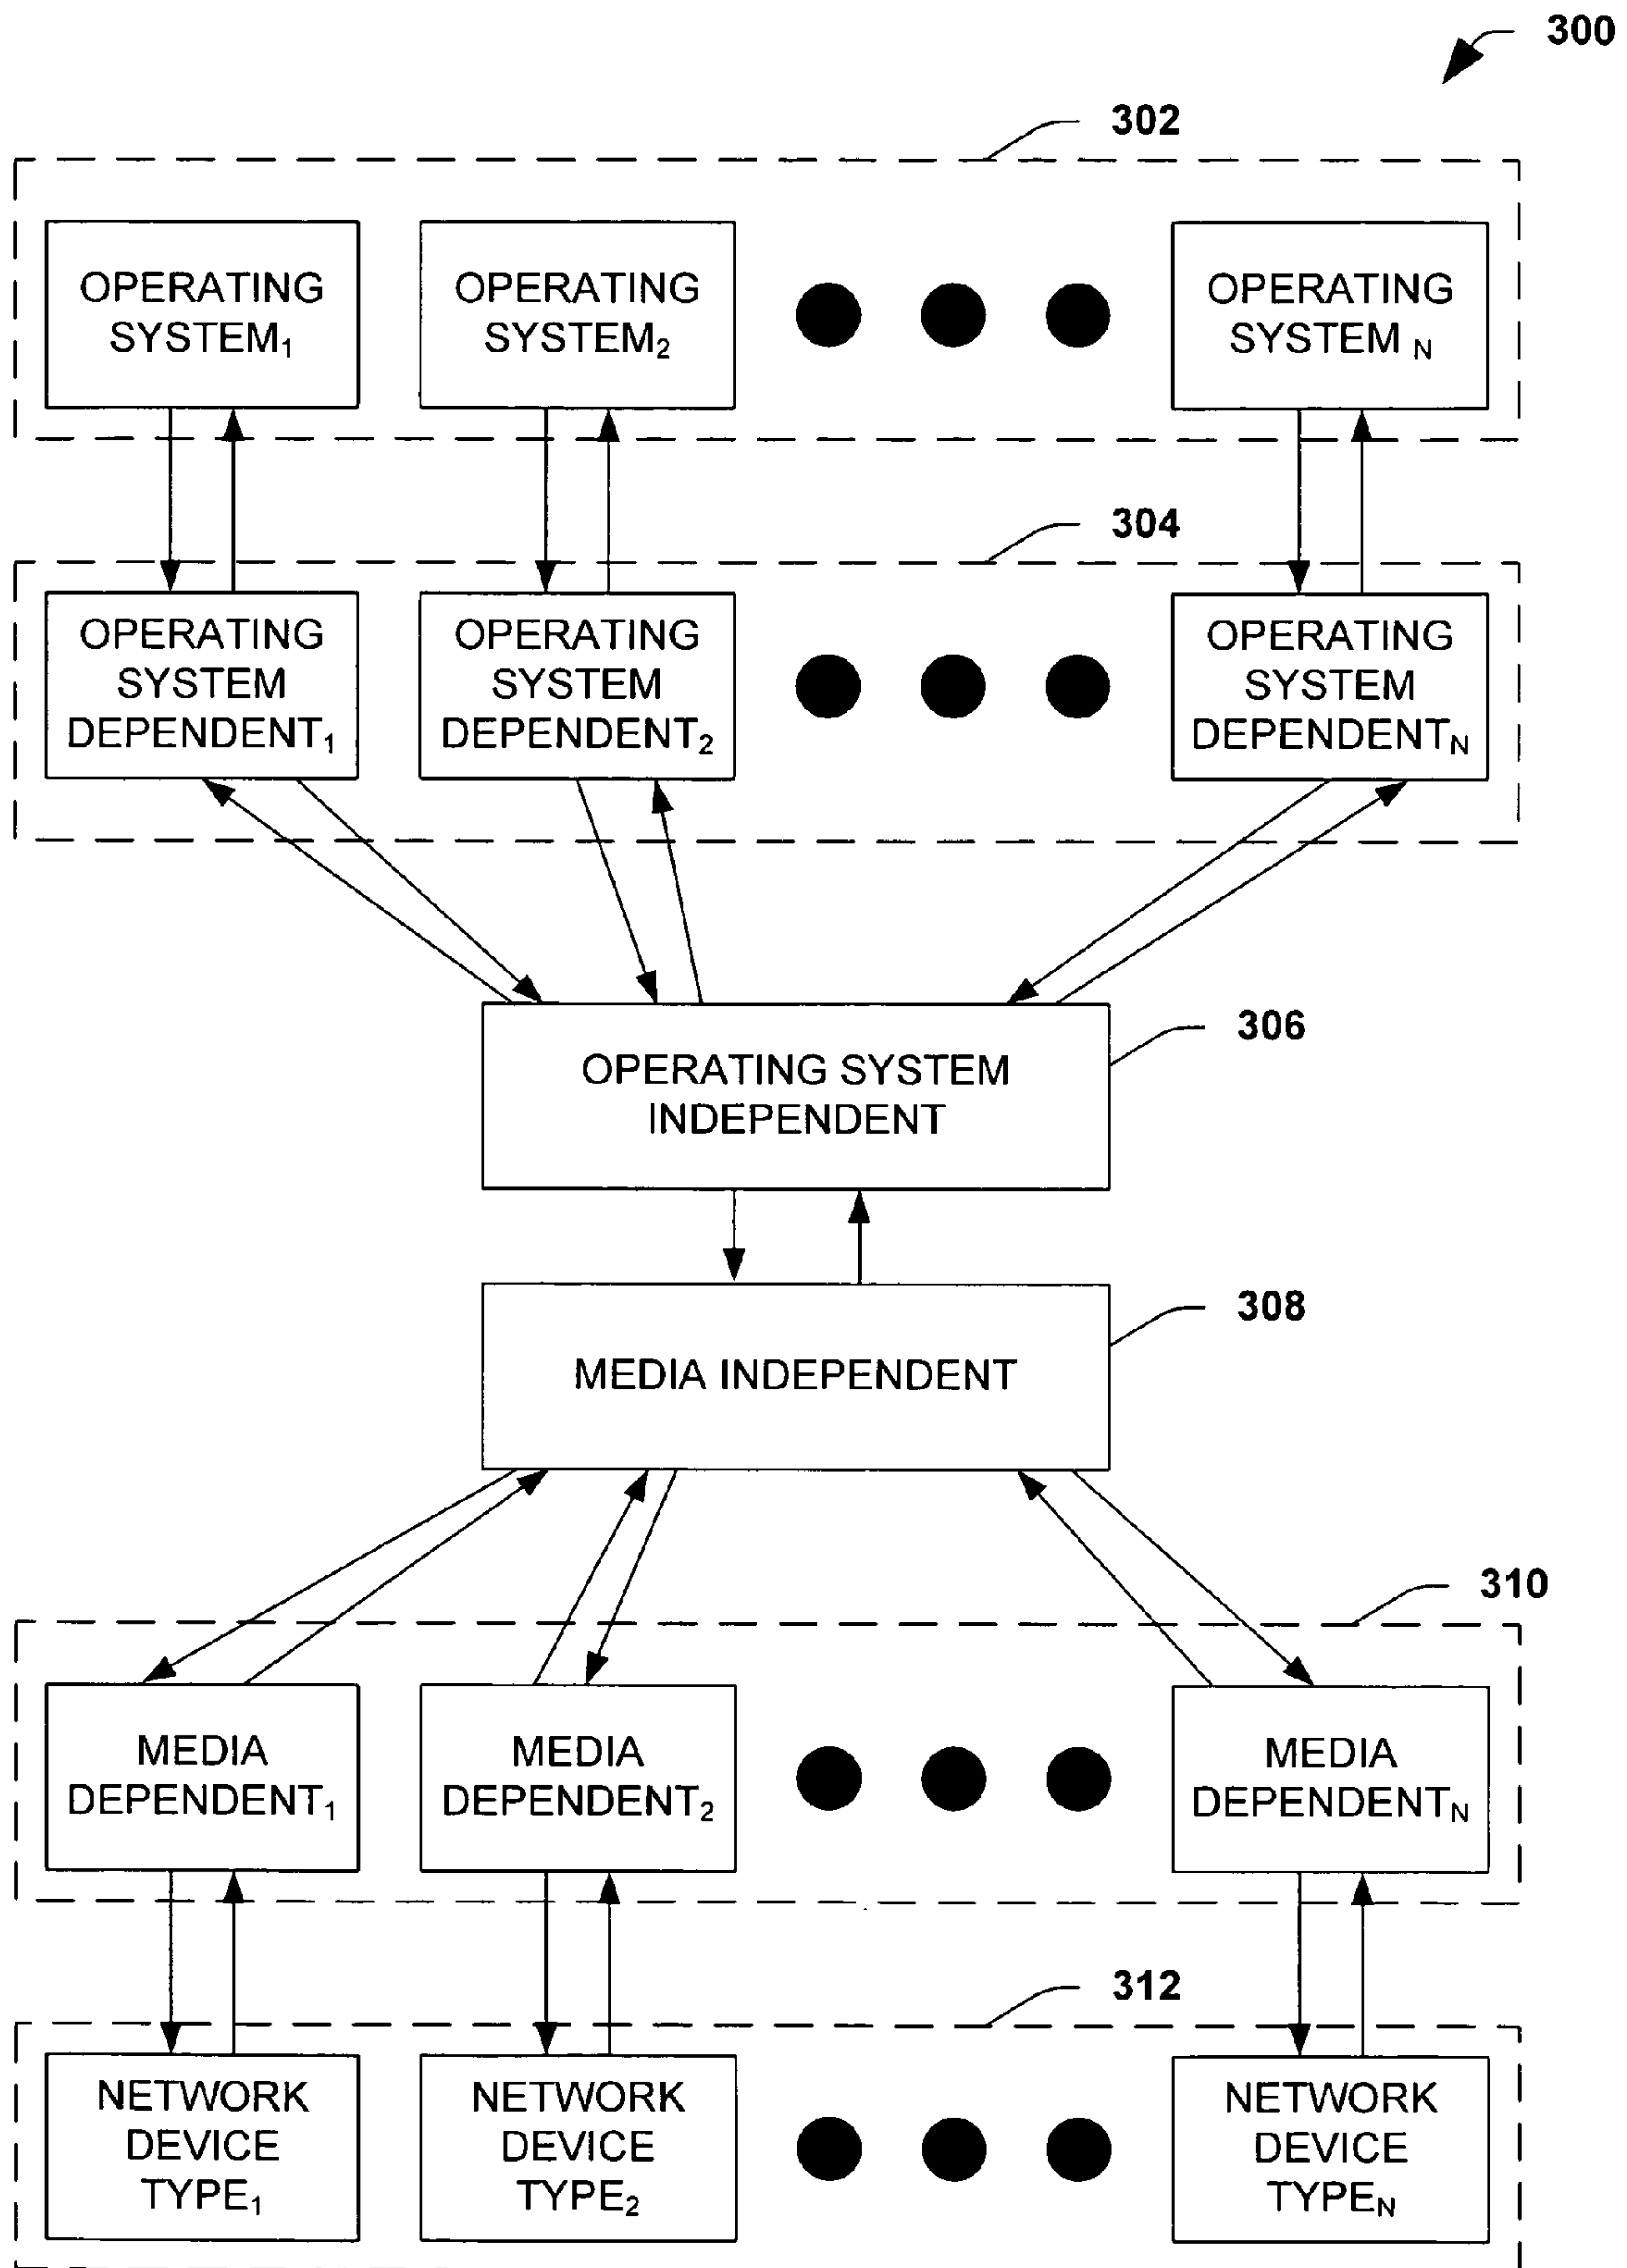 300
302
OPERATING SYSTEM₁
OPERATING SYSTEM₂
OPERATING SYSTEM N
304
OPERATING SYSTEM DEPENDENT₁
OPERATING SYSTEM DEPENDENT₂
OPERATING SYSTEM DEPENDENTN
306
OPERATING SYSTEM
INDEPENDENT
308
MEDIA INDEPENDENT
310
MEDIA DEPENDENT₁
MEDIA DEPENDENT₂
MEDIA DEPENDENTN
312
NETWORK DEVICE TYPE₁
NETWORK DEVICE TYPE₂
NETWORK DEVICE TYPEN